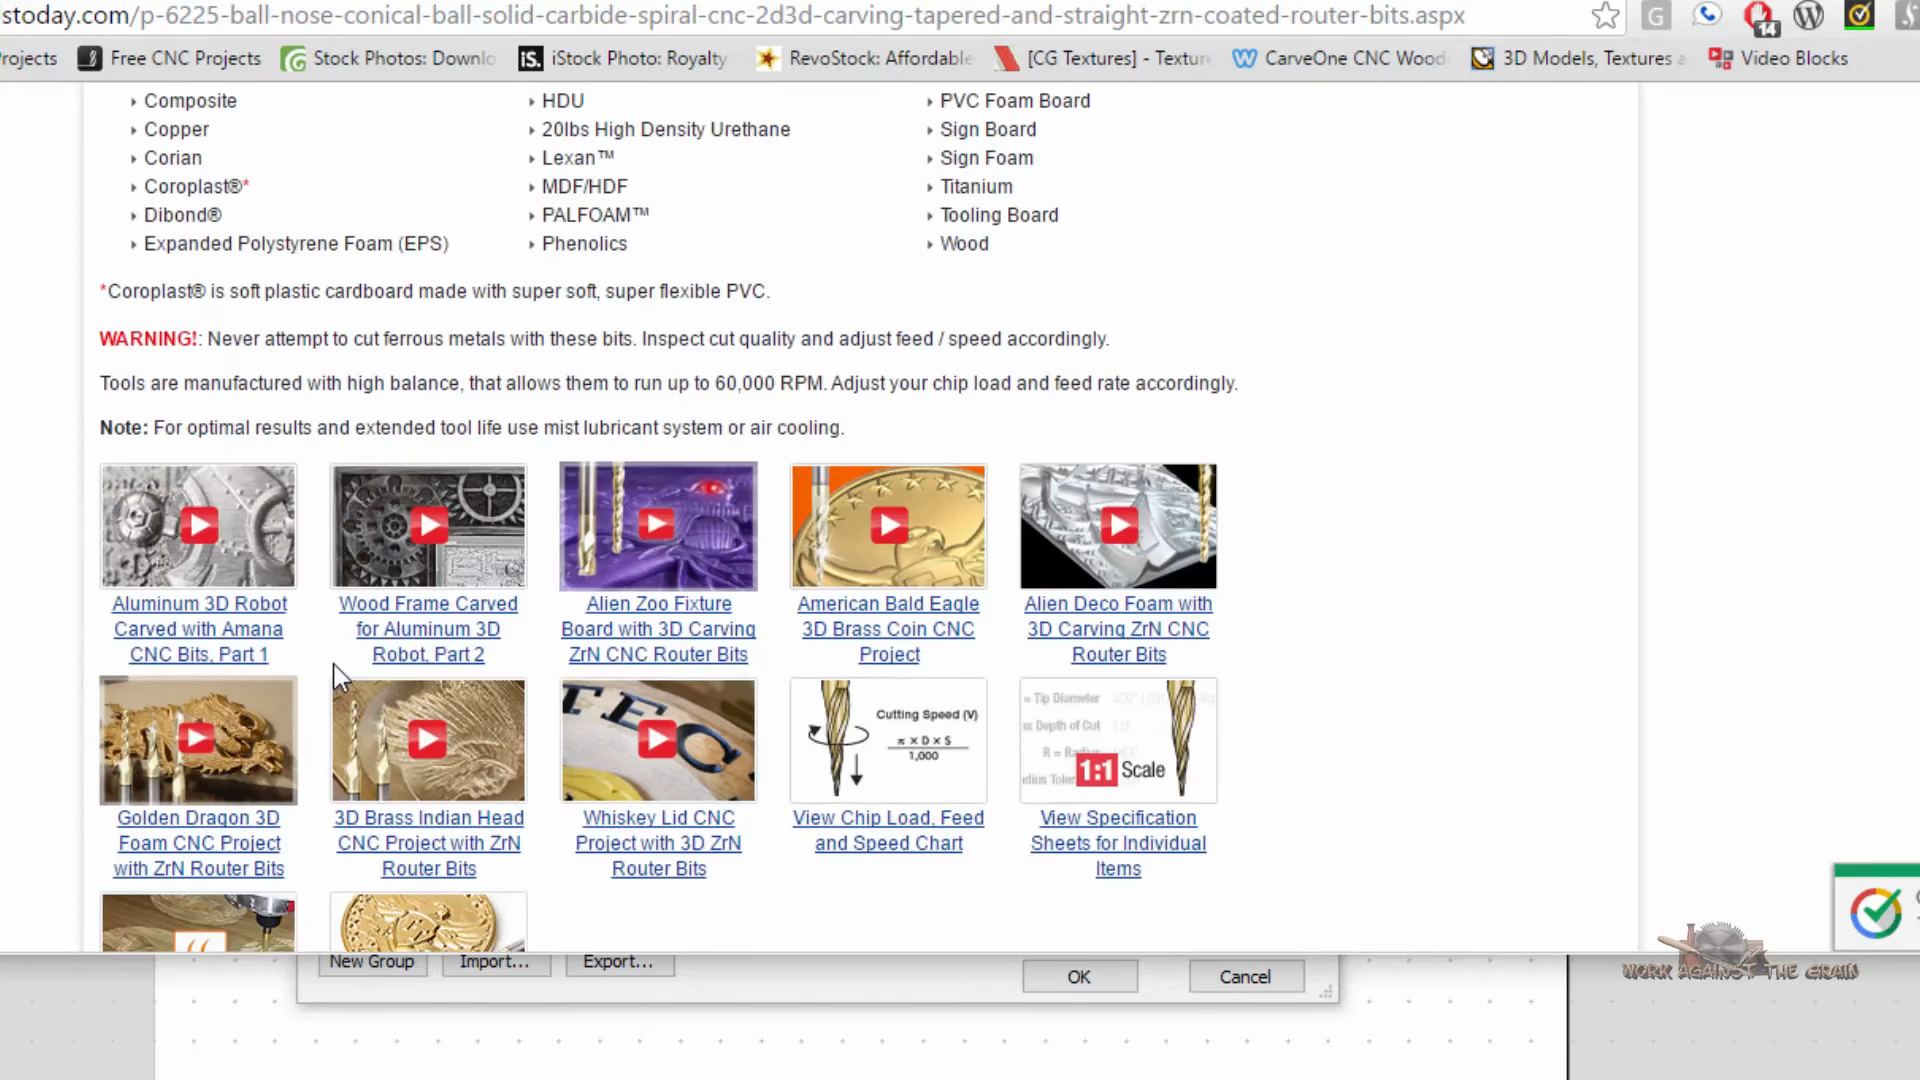 stoday.com/p-6225-ball-nose-conical-ball-solid-carbide-spiral-cnc-2d3d-carving-tapered-and-straight-zrn-coated-router-bits.aspx
14
rojects Free CNC Projects Stock Photos: Downlo iStock Photo: Royalty RevoStock: Affordable [CG Textures] - Textur CarveOne CNC Wood 3D Models, Textures a Video Blocks
Composite HDU PVC Foam Board
Copper 20lbs High Density Urethane Sign Board
Corian Lexan™ Sign Foam
Coroplast®* MDF/HDF Titanium
Dibond® PALFOAM™ Tooling Board
Expanded Polystyrene Foam (EPS) Phenolics Wood
*Coroplast® is soft plastic cardboard made with super soft, super flexible PVC.
WARNING!: Never attempt to cut ferrous metals with these bits. Inspect cut quality and adjust feed / speed accordingly.
Tools are manufactured with high balance, that allows them to run up to 60,000 RPM. Adjust your chip load and feed rate accordingly.
Note: For optimal results and extended tool life use mist lubricant system or air cooling.
Aluminum 3D Robot
Carved with Amana
CNC Bits, Part 1
Wood Frame Carved
for Aluminum 3D
Robot, Part 2
Alien Zoo Fixture
Board with 3D Carving
ZrN CNC Router Bits
American Bald Eagle
3D Brass Coin CNC
Project
Alien Deco Foam with
3D Carving ZrN CNC
Router Bits
Golden Dragon 3D
Foam CNC Project
with ZrN Router Bits
3D Brass Indian Head
CNC Project with ZrN
Router Bits
Whiskey Lid CNC
Project with 3D ZrN
Router Bits
Cutting Speed (V)
π x D x S
1,000
View Chip Load, Feed
and Speed Chart
= Tip Diameter
ax Depth of Cut
R = Radius
dius Toler
1:1 Scale
View Specification
Sheets for Individual
Items
New Group Import... Export...
OK Cancel
WORK AGAINST THE GRAIN